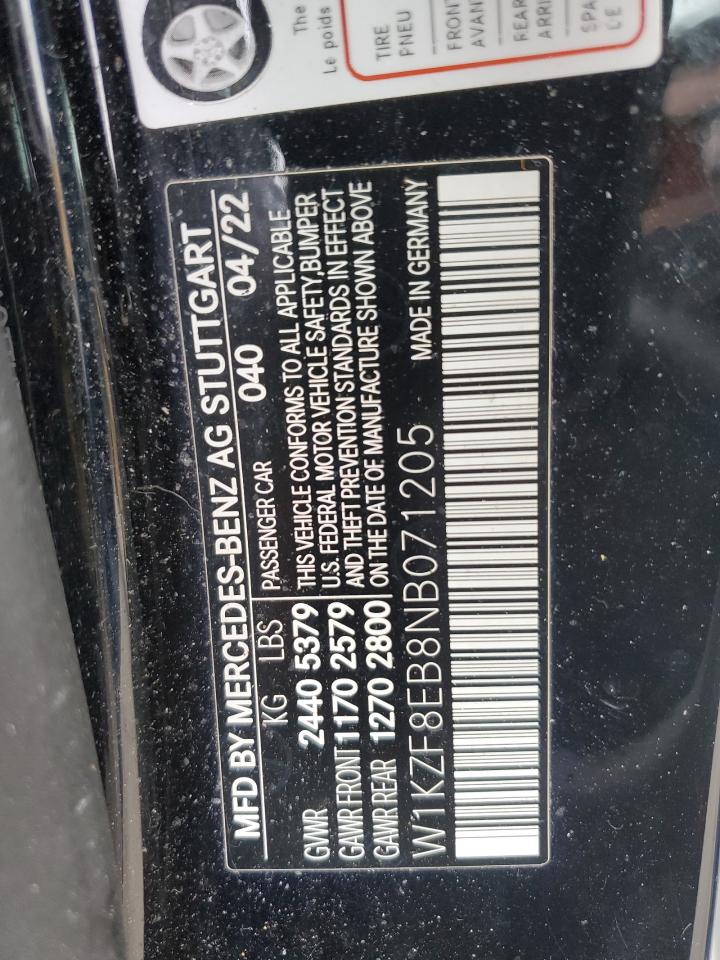 The
Le poids
TIRE
PNEU
FRONT
AVANT
REAR
ARRI
SPA
MFD BY MERCEDES-BENZ AG STUTTGART
KG LBS PASSENGER CAR 040 04/22
GVWR 2440 5379
GAWR FRONT 1170 2579
GAWR REAR 1270 2800
THIS VEHICLE CONFORMS TO ALL APPLICABLE
U.S. FEDERAL MOTOR VEHICLE SAFETY,BUMPER
AND THEFT PREVENTION STANDARDS IN EFFECT
ON THE DATE OF MANUFACTURE SHOWN ABOVE
W1KZF8EB8NB071205 MADE IN GERMANY